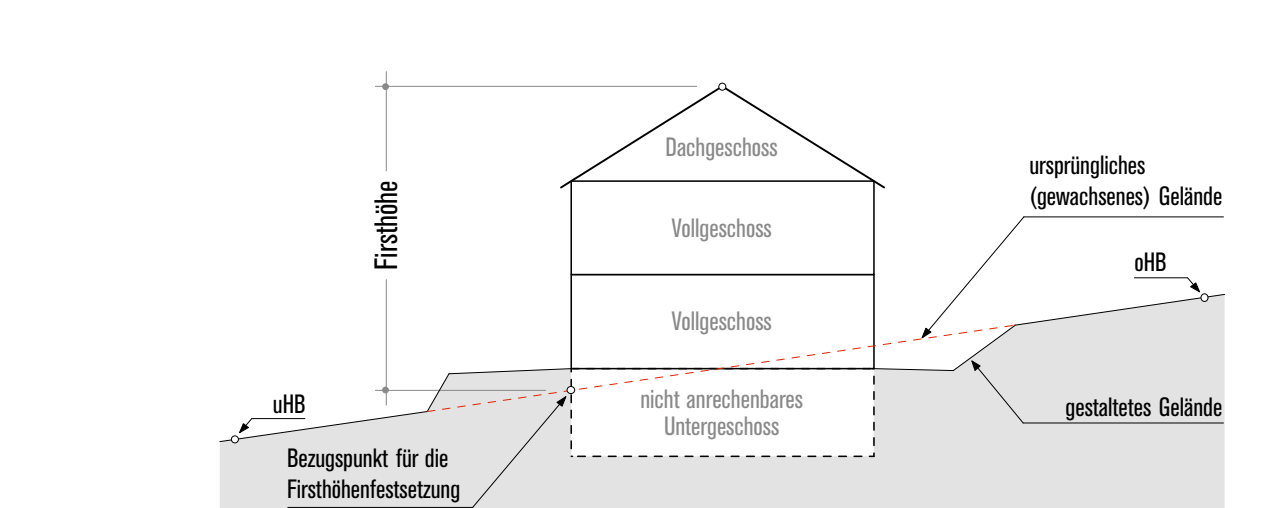 Dachgeschoss
ursprüngliches
(gewachsenes) Gelände
Firsthöhe
Vollgeschoss
oHB
Vollgeschoss
nicht anrechenbares
Untergeschoss
uHB
gestaltetes Gelände
Bezugspunkt für die
Firsthöhenfestsetzung